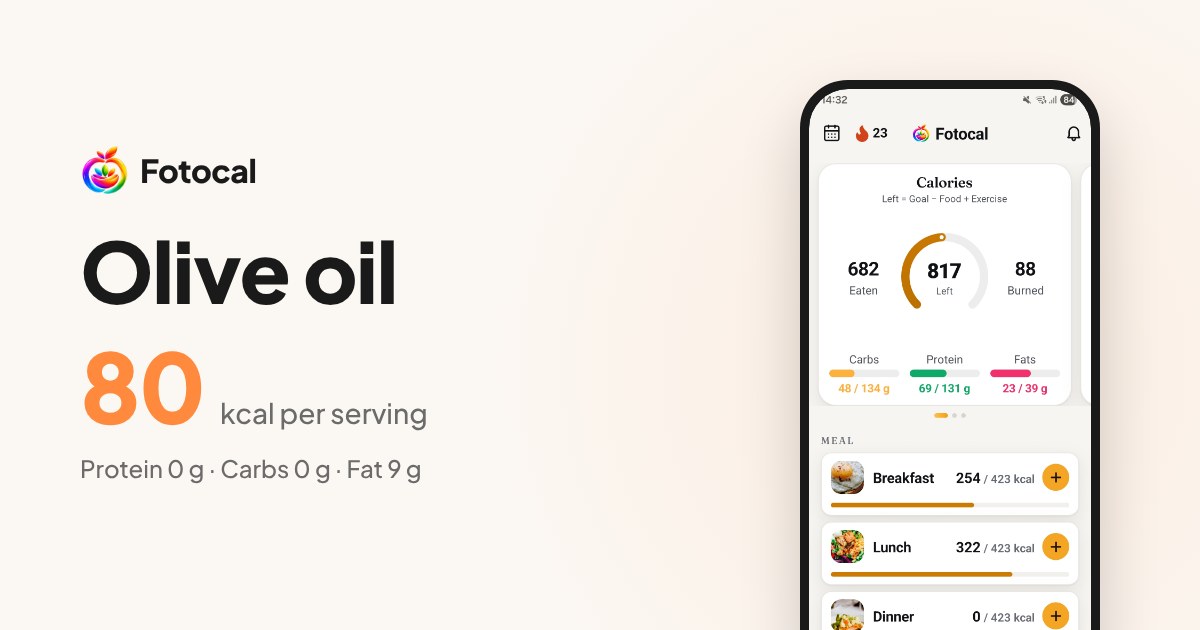 Fotocal
Olive oil
80 kcal per serving
Protein 0 g · Carbs 0 g · Fat 9 g
14:32
84
23
Fotocal
Calories
Left = Goal − Food + Exercise
682
Eaten
817
Left
88
Burned
Carbs
48 / 134 g
Protein
69 / 131 g
Fats
23 / 39 g
MEAL
Breakfast 254 / 423 kcal +
Lunch 322 / 423 kcal +
Dinner 0 / 423 kcal +